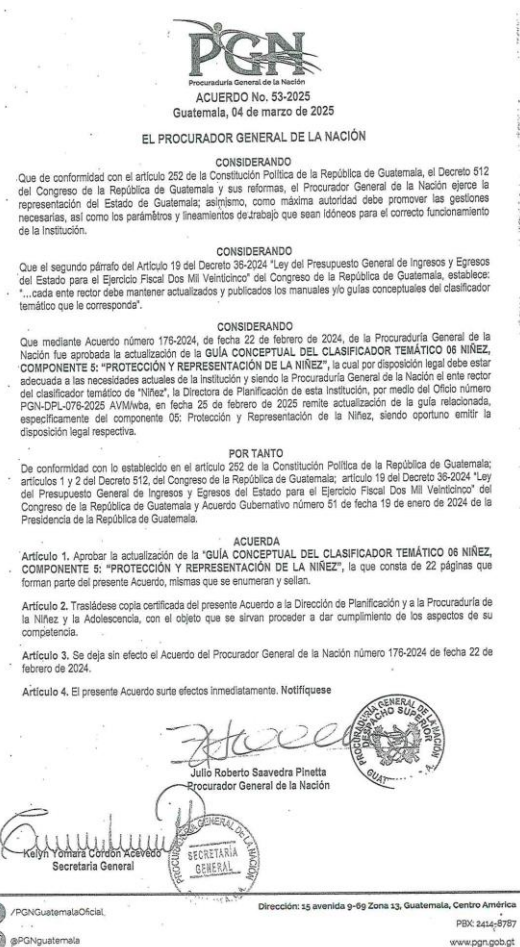 PGN
Procuraduría General de la Nación
ACUERDO No. 53-2025
Guatemala, 04 de marzo de 2025
EL PROCURADOR GENERAL DE LA NACIÓN
CONSIDERANDO
Que de conformidad con el artículo 252 de la Constitución Política de la República de Guatemala, el Decreto 512
del Congreso de la República de Guatemala y sus reformas, el Procurador General de la Nación ejerce la
representación del Estado de Guatemala; asimismo, como máxima autoridad debe promover las gestiones
necesarias, así como los parámetros y lineamientos de trabajo que sean idóneos para el correcto funcionamiento
de la Institución.
CONSIDERANDO
Que el segundo párrafo del Artículo 19 del Decreto 36-2024 "Ley del Presupuesto General de Ingresos y Egresos
del Estado para el Ejercicio Fiscal Dos Mil Veinticinco" del Congreso de la República de Guatemala, establece:
"...cada ente rector debe mantener actualizados y publicados los manuales y/o guías conceptuales del clasificador
temático que le corresponda".
CONSIDERANDO
Que mediante Acuerdo número 176-2024, de fecha 22 de febrero de 2024, de la Procuraduría General de la
Nación fue aprobada la actualización de la GUÍA CONCEPTUAL DEL CLASIFICADOR TEMÁTICO 06 NIÑEZ,
COMPONENTE 5: "PROTECCIÓN Y REPRESENTACIÓN DE LA NIÑEZ", la cual por disposición legal debe estar
adecuada a las necesidades actuales de la institución y siendo la Procuraduría General de la Nación el ente rector
del clasificador temático de "Niñez", la Directora de Planificación de esta Institución, por medio del Oficio número
PGN-DPL-076-2025 AVM/wba, en fecha 25 de febrero de 2025 remite actualización de la guía relacionada,
específicamente del componente 05: Protección y Representación de la Niñez, siendo oportuno emitir la
disposición legal respectiva.
POR TANTO
De conformidad con lo establecido en el artículo 252 de la Constitución Política de la República de Guatemala;
artículos 1 y 2 del Decreto 512, del Congreso de la República de Guatemala; artículo 19 del Decreto 36-2024 "Ley
del Presupuesto General de Ingresos y Egresos del Estado para el Ejercicio Fiscal Dos Mil Veinticinco" del
Congreso de la República de Guatemala y Acuerdo Gubernativo número 51 de fecha 19 de enero de 2024 de la
Presidencia de la República de Guatemala.
ACUERDA
Artículo 1. Aprobar la actualización de la "GUÍA CONCEPTUAL DEL CLASIFICADOR TEMÁTICO 06 NIÑEZ,
COMPONENTE 5: "PROTECCIÓN Y REPRESENTACIÓN DE LA NIÑEZ", la que consta de 22 páginas que
forman parte del presente Acuerdo, mismas que se enumeran y sellan.
Artículo 2. Trasládese copia certificada del presente Acuerdo a la Dirección de Planificación y a la Procuraduría de
la Niñez y la Adolescencia, con el objeto que se sirvan proceder a dar cumplimiento de los aspectos de su
competencia.
Artículo 3. Se deja sin efecto el Acuerdo del Procurador General de la Nación número 176-2024 de fecha 22 de
febrero de 2024.
Artículo 4. El presente Acuerdo surte efectos inmediatamente. Notifíquese
PROCURADURÍA GENERAL DE LA NACIÓN
DESPACHO SUPERIOR
Julio Roberto Saavedra Pinetta
Procurador General de la Nación
PROCURADURÍA GENERAL DE LA NACIÓN
SECRETARÍA
GENERAL
Kelyn Yomara Cordón Acevedo
Secretaria General
/PGNGuatemalaOficial
@PGNguatemala
Dirección: 15 avenida 9-69 Zona 13, Guatemala, Centro América
PBX: 2414-8787
www.pgn.gob.gt